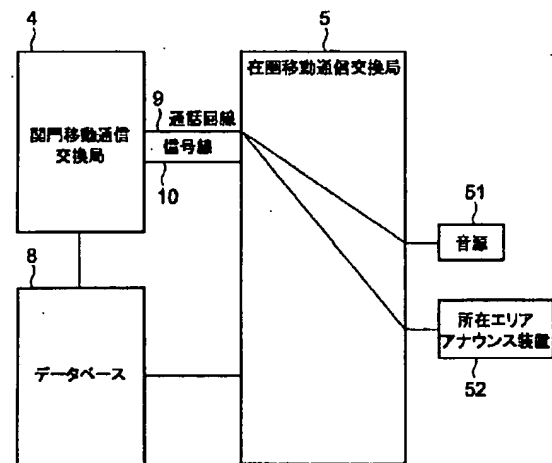 4
5
関門移動通信
交換局
在圏移動通信交換局
9
通話回線
信号線
10
51
音源
8
データベース
所在エリア
アナウンス装置
52